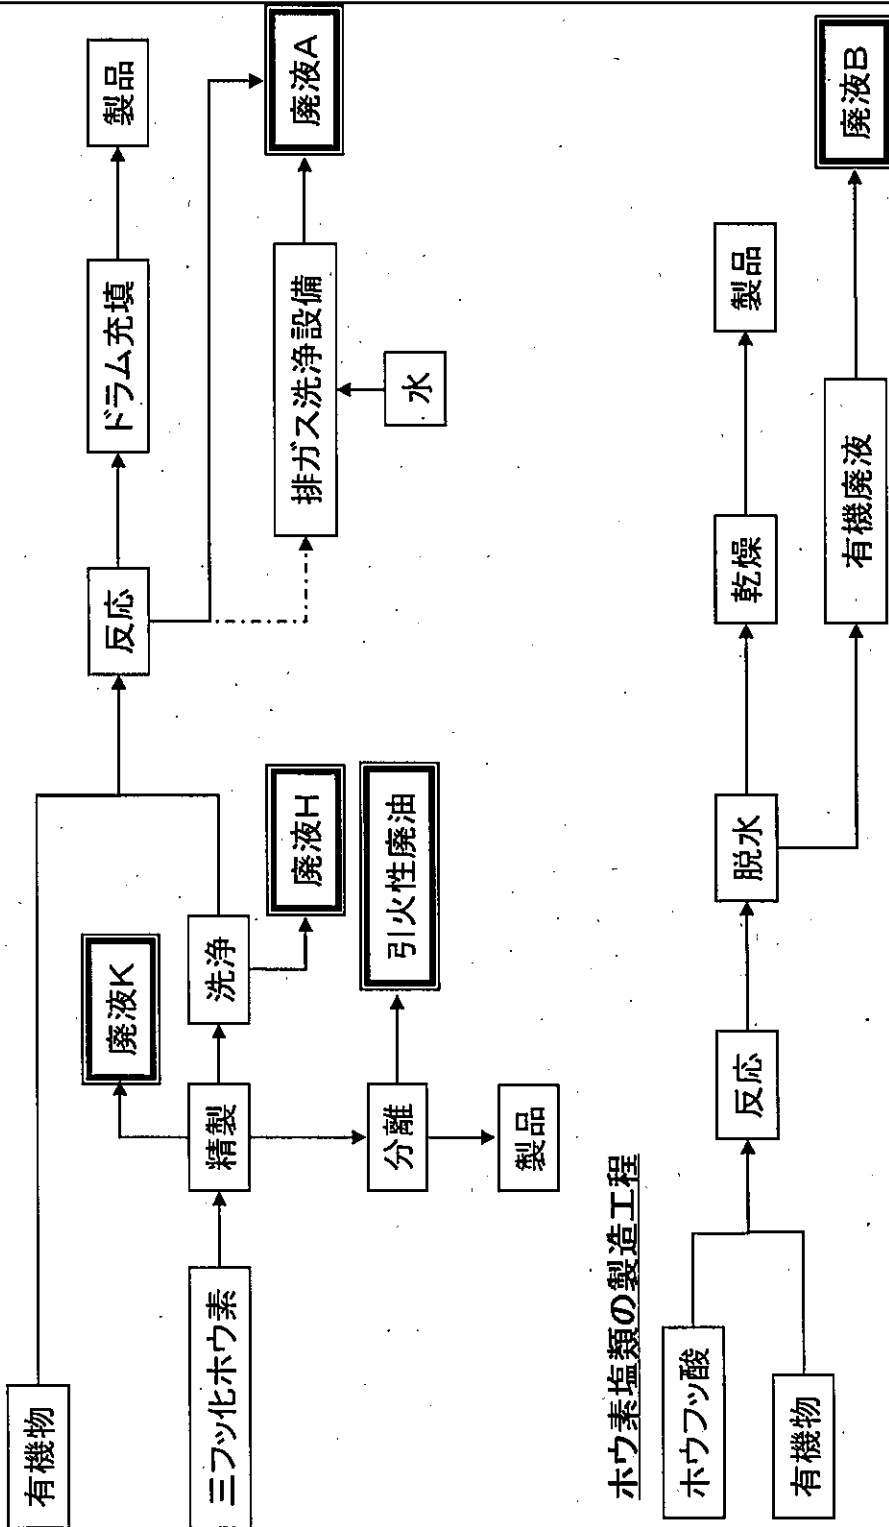 有機物
三フッ化ホウ素
精製
廃液K
洗浄
廃液H
分離
引火性廃油
製品
反応
ドラム充填
製品
排ガス洗浄設備
水
廃液A
ホウ素塩類の製造工程
ホウフッ酸
有機物
反応
脱水
乾燥
製品
有機廃液
廃液B